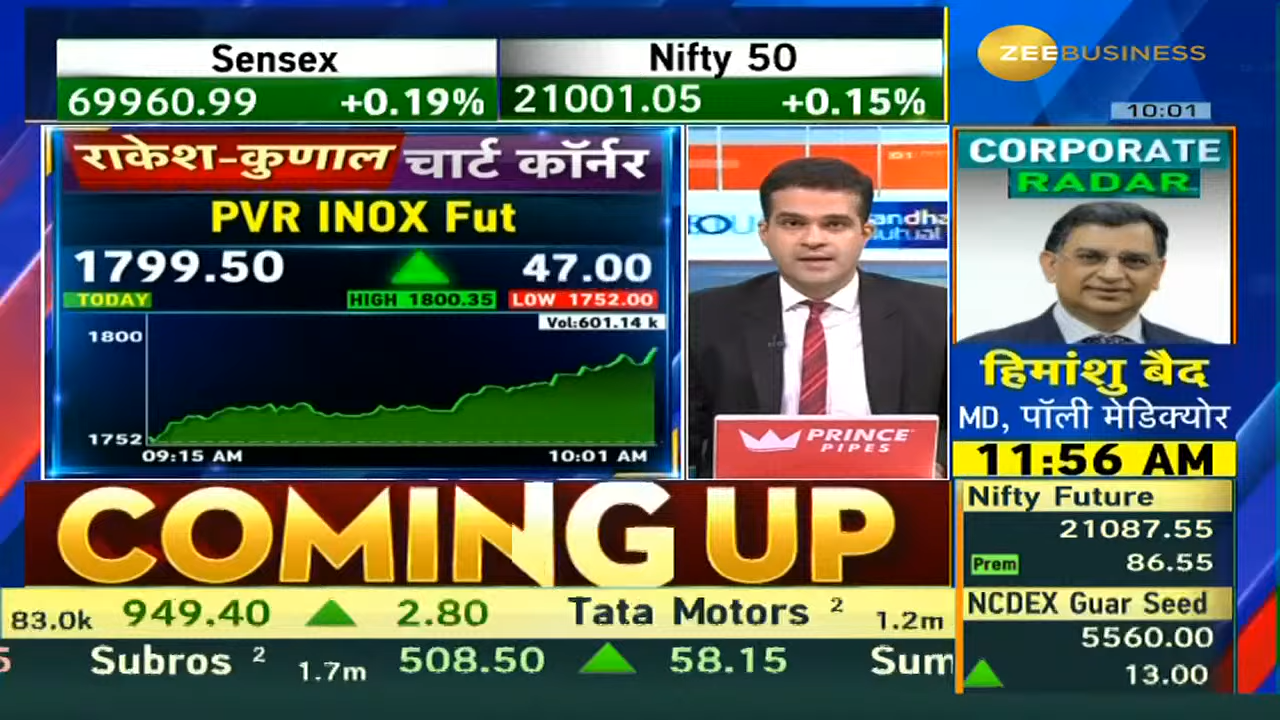 Sensex
Nifty 50
69960.99 +0.19%
21001.05 +0.15%
ZEEBUSINESS
10:01
राकेश-कुणाल चार्ट कॉर्नर
PVR INOX Fut
1799.50 47.00
TODAY HIGH 1800.35 LOW 1752.00
Vol:601.14 k
1800
1752
09:15 AM 10:01 AM
PRINCE
PIPES
CORPORATE
RADAR
हिमांशु बैद
MD, पॉली मेडिक्योर
11:56 AM
COMING UP
Nifty Future
21087.55
Prem 86.55
NCDEX Guar Seed
5560.00
13.00
83.0k 949.40 2.80 Tata Motors 2 1.2m
5 Subros 2 1.7m 508.50 58.15 Sum